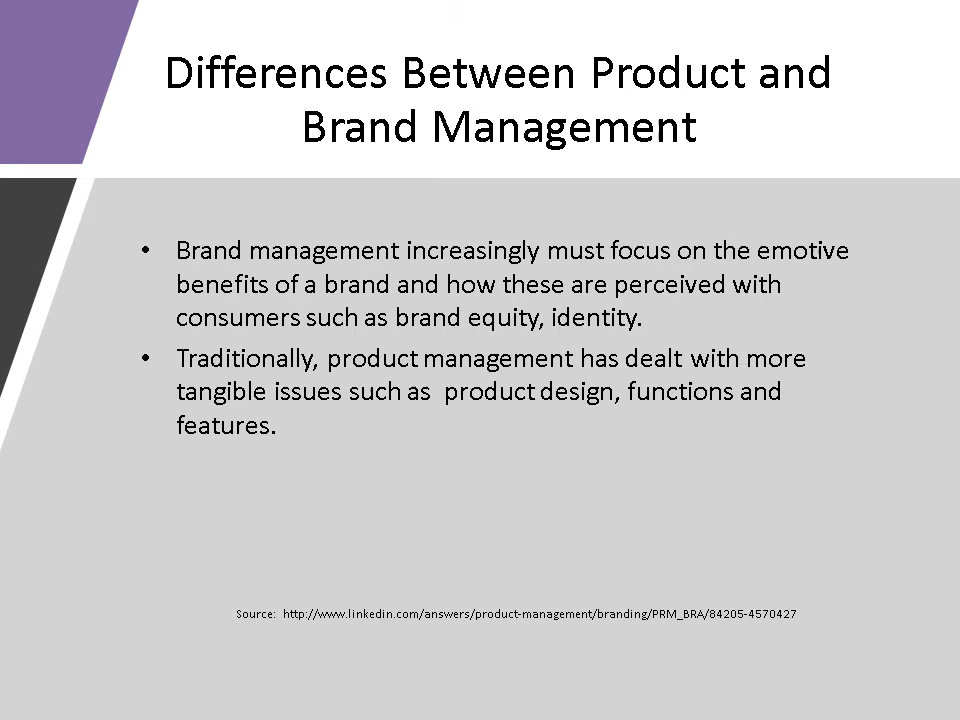 Differences Between Product and
Brand Management
• Brand management increasingly must focus on the emotive
benefits of a brand and how these are perceived with
consumers such as brand equity, identity.
• Traditionally, product management has dealt with more
tangible issues such as  product design, functions and
features.
Source:  http://www.linkedin.com/answers/product-management/branding/PRM_BRA/84205-4570427